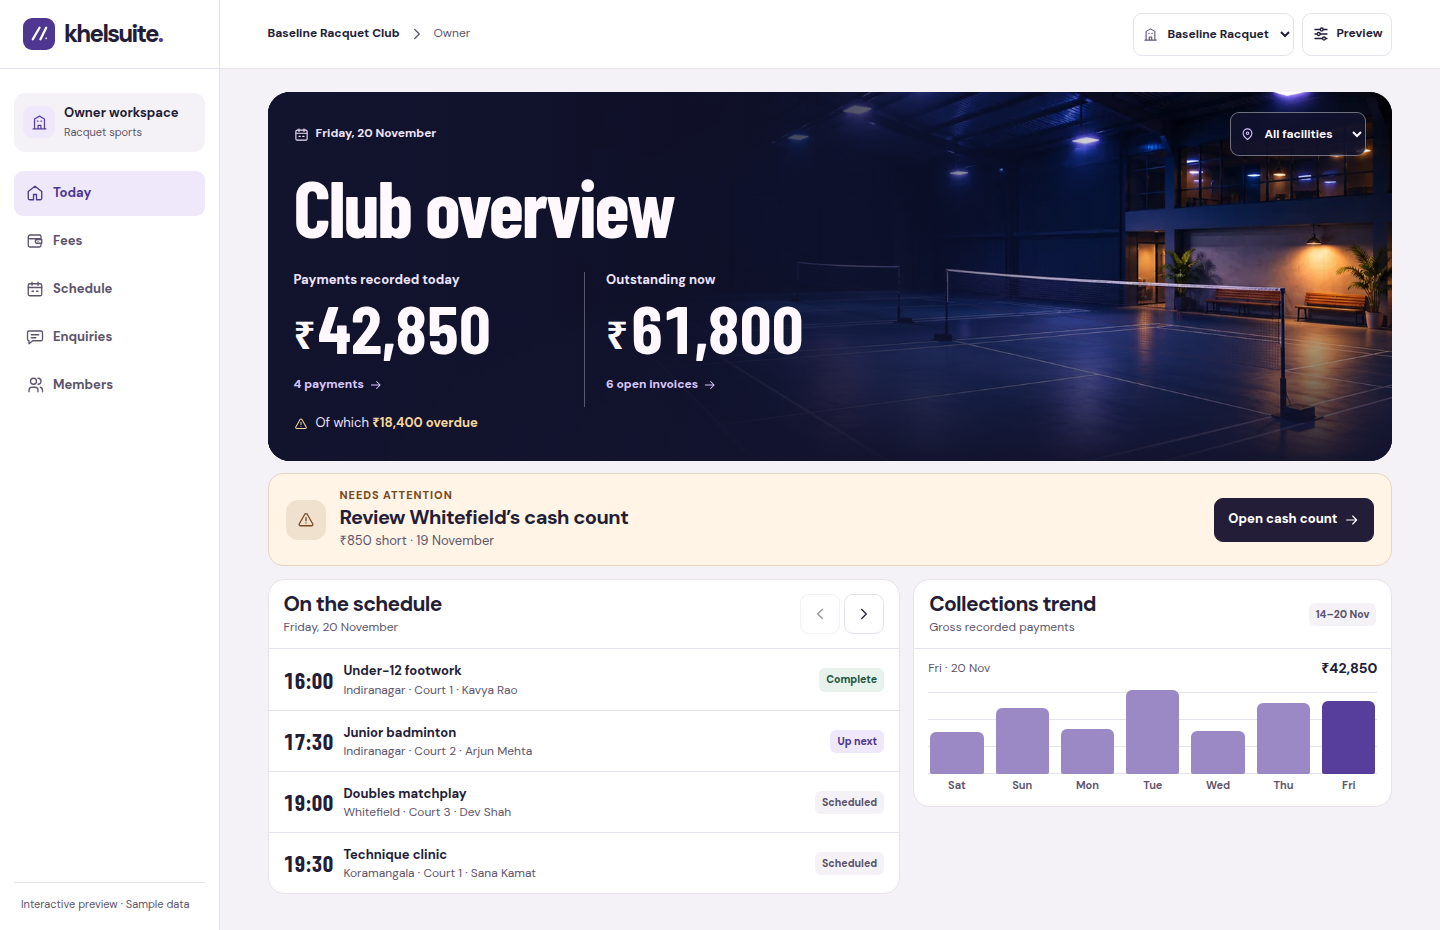 khelsuite.
Baseline Racquet Club
Owner
Baseline Racquet
Preview
Owner workspace
Racquet sports
Today
Fees
Schedule
Enquiries
Members
Interactive preview · Sample data
Friday, 20 November
All facilities
Club overview
Payments recorded today
₹42,850
4 payments →
Outstanding now
₹61,800
6 open invoices →
Of which ₹18,400 overdue
NEEDS ATTENTION
Review Whitefield’s cash count
₹850 short · 19 November
Open cash count →
On the schedule
Friday, 20 November
16:00
Under-12 footwork
Indiranagar · Court 1 · Kavya Rao
Complete
17:30
Junior badminton
Indiranagar · Court 2 · Arjun Mehta
Up next
19:00
Doubles matchplay
Whitefield · Court 3 · Dev Shah
Scheduled
19:30
Technique clinic
Koramangala · Court 1 · Sana Kamat
Scheduled
Collections trend
Gross recorded payments
14–20 Nov
Fri · 20 Nov
₹42,850
Sat Sun Mon Tue Wed Thu Fri